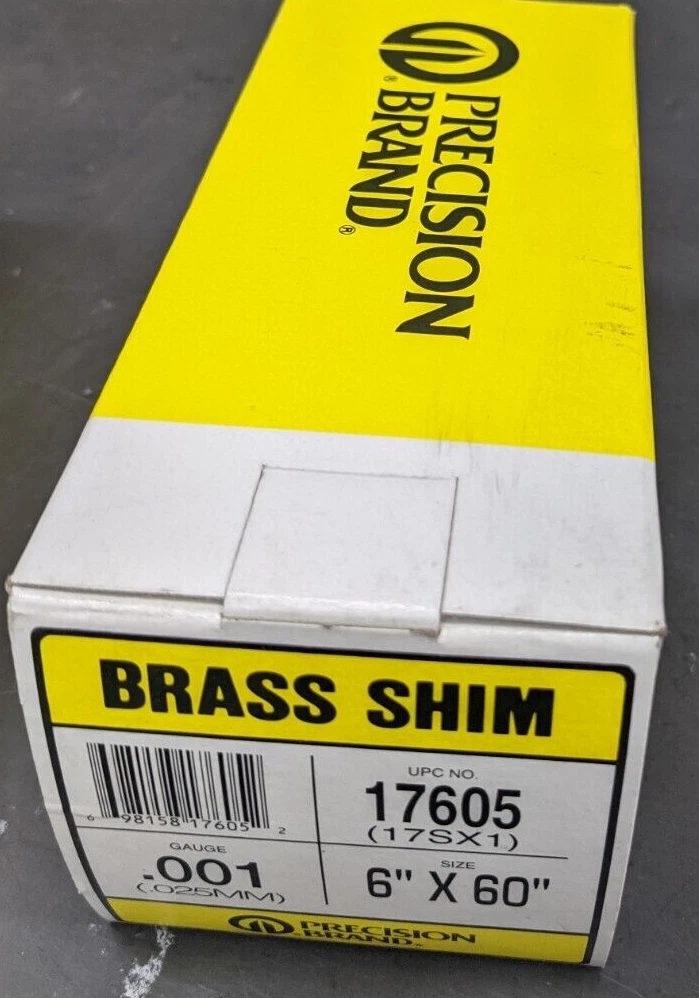 PRECISION
BRAND®
BRASS SHIM
6 98158 17605 2
UPC NO.
17605
(17SX1)
GAUGE
.001
(.025MM)
SIZE
6" X 60"
PRECISION
BRAND®